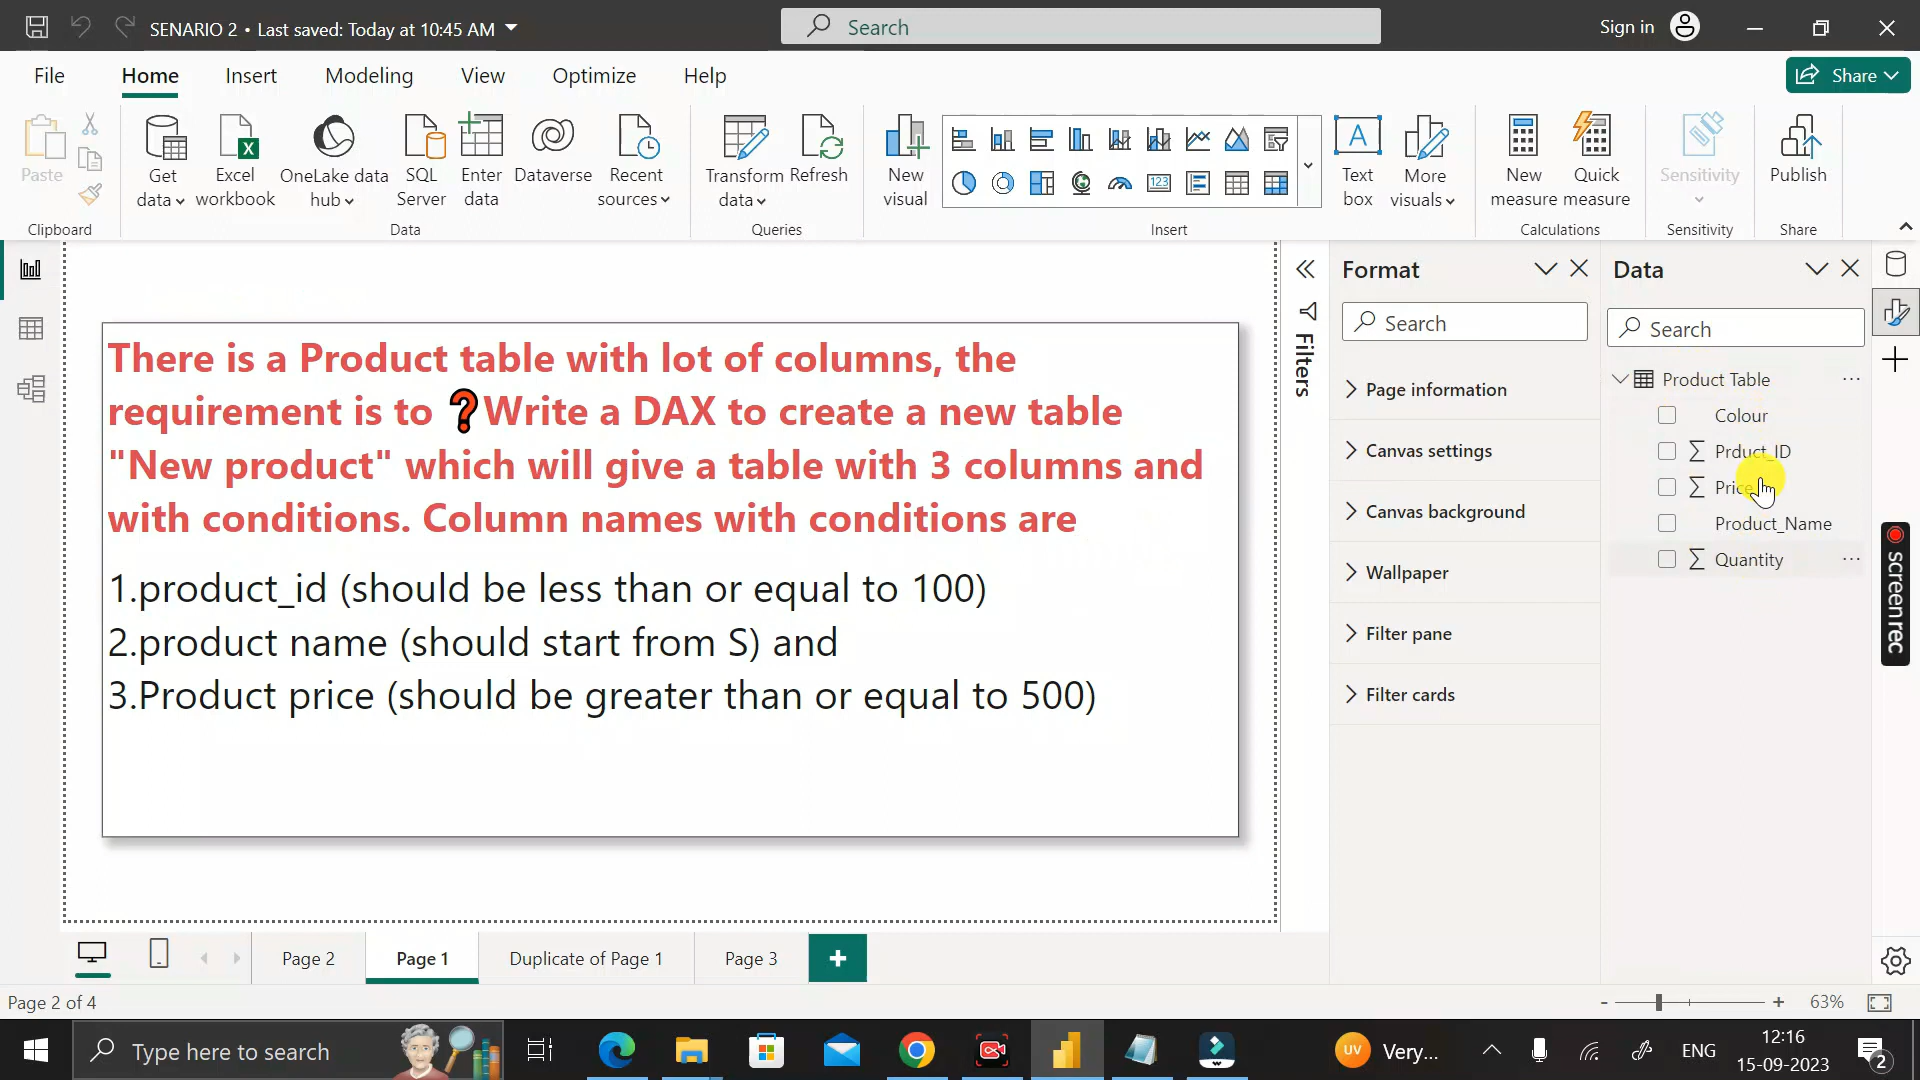 SENARIO 2 • Last saved: Today at 10:45 AM
Search
Sign in
File
Home
Insert
Modeling
View
Optimize
Help
Share
Paste
Get data
Excel workbook
OneLake data hub
SQL Server
Enter data
Dataverse
Recent sources
Transform data
Refresh
New visual
Text box
More visuals
New measure
Quick measure
Sensitivity
Publish
Clipboard
Data
Queries
Insert
Calculations
Sensitivity
Share
There is a Product table with lot of columns, the
requirement is to ❓Write a DAX to create a new table
"New product" which will give a table with 3 columns and
with conditions. Column names with conditions are
1.product_id (should be less than or equal to 100)
2.product name (should start from S) and
3.Product price (should be greater than or equal to 500)
Filters
Format
Search
Page information
Canvas settings
Canvas background
Wallpaper
Filter pane
Filter cards
Data
Search
Product Table
Colour
Prduct_ID
Price
Product_Name
Quantity
screenrec
Page 2
Page 1
Duplicate of Page 1
Page 3
Page 2 of 4
- + 63%
Type here to search
UV
Very...
ENG
12:16
15-09-2023
2